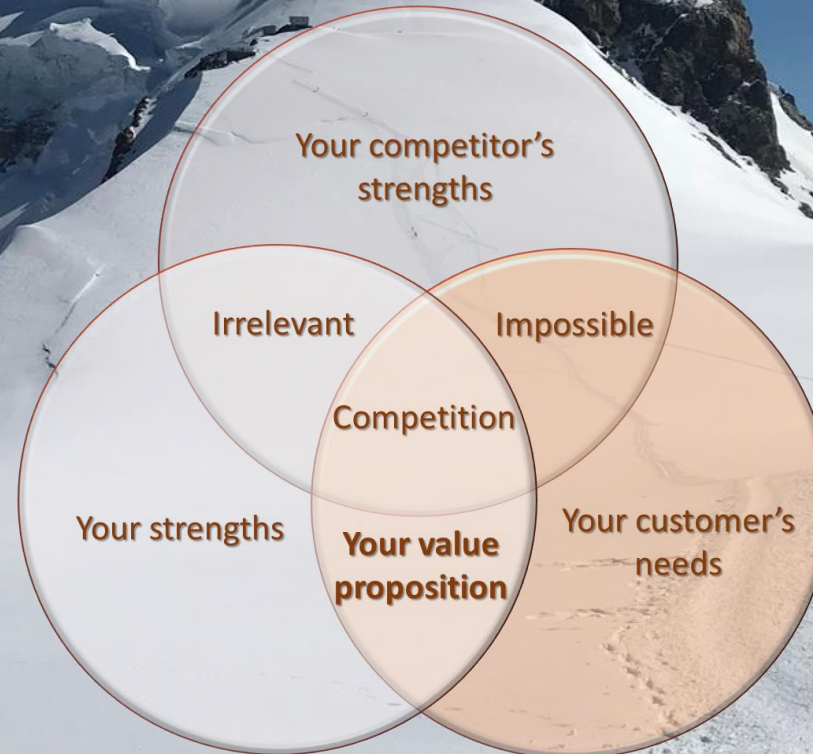 Your competitor’s
strengths
Irrelevant
Impossible
Competition
Your strengths
Your value
proposition
Your customer’s
needs